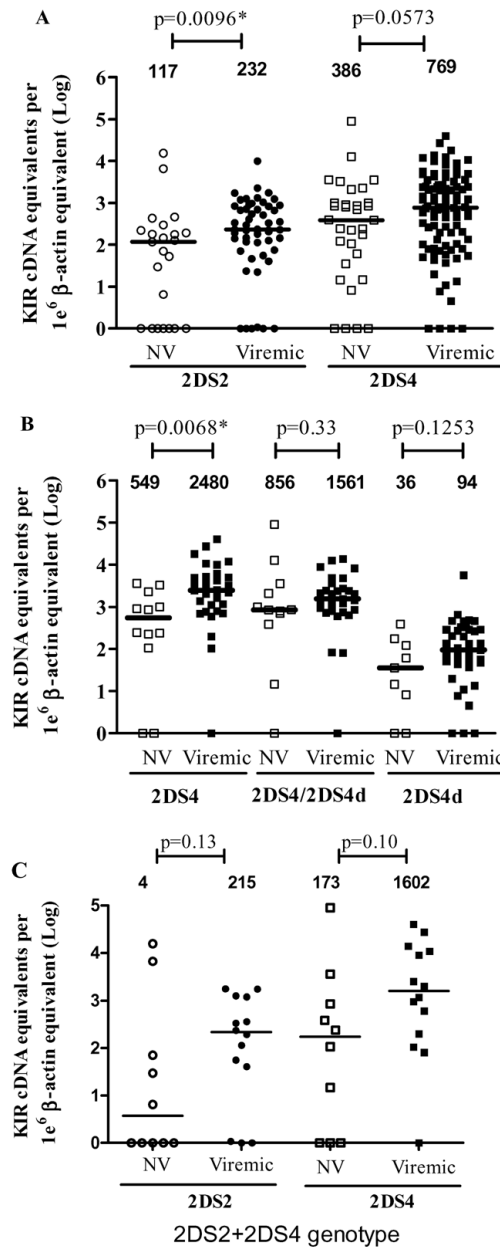 A
p=0.0096* p=0.0573
117 232 386 769
KIR cDNA equivalents per
1e⁶ β-actin equivalent (Log)
6
5
4
3
2
1
0
NV Viremic NV Viremic
2DS2 2DS4
B
p=0.0068* p=0.33 p=0.1253
549 2480 856 1561 36 94
KIR cDNA equivalents per
1e⁶ β-actin equivalent (Log)
6
5
4
3
2
1
0
NV Viremic NV Viremic NV Viremic
2DS4 2DS4/2DS4d 2DS4d
C
p=0.13 p=0.10
4 215 173 1602
KIR cDNA equivalents per
1e⁶ β-actin equivalent (Log)
5
4
3
2
1
0
NV Viremic NV Viremic
2DS2 2DS4
2DS2+2DS4 genotype